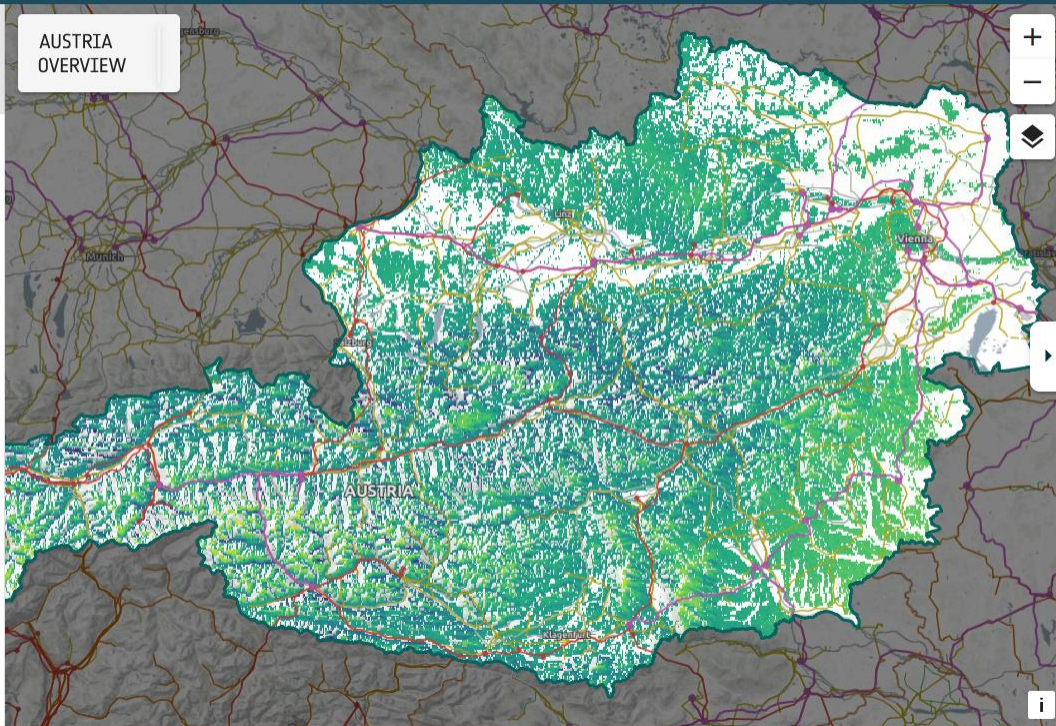 AUSTRIA
OVERVIEW
Linz
Vienna
Munich
AUSTRIA
Klagenfurt
+
−
i